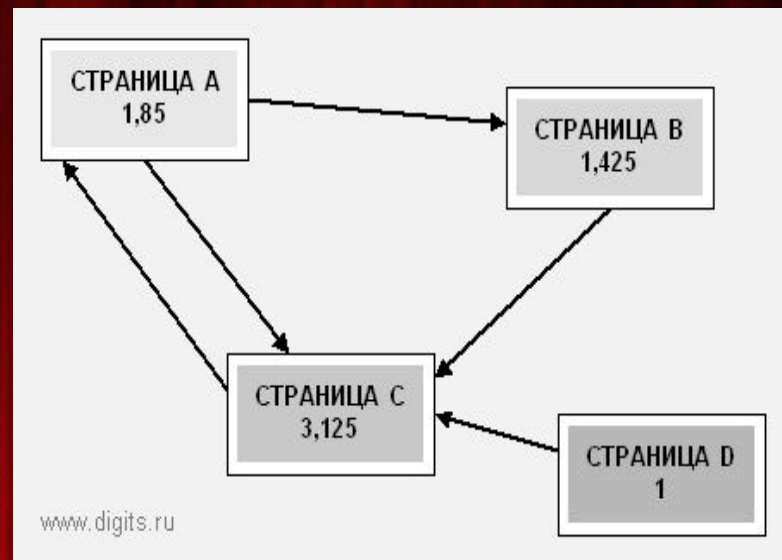 СТРАНИЦА A
1,85
СТРАНИЦА B
1,425
СТРАНИЦА C
3,125
СТРАНИЦА D
1
www.digits.ru